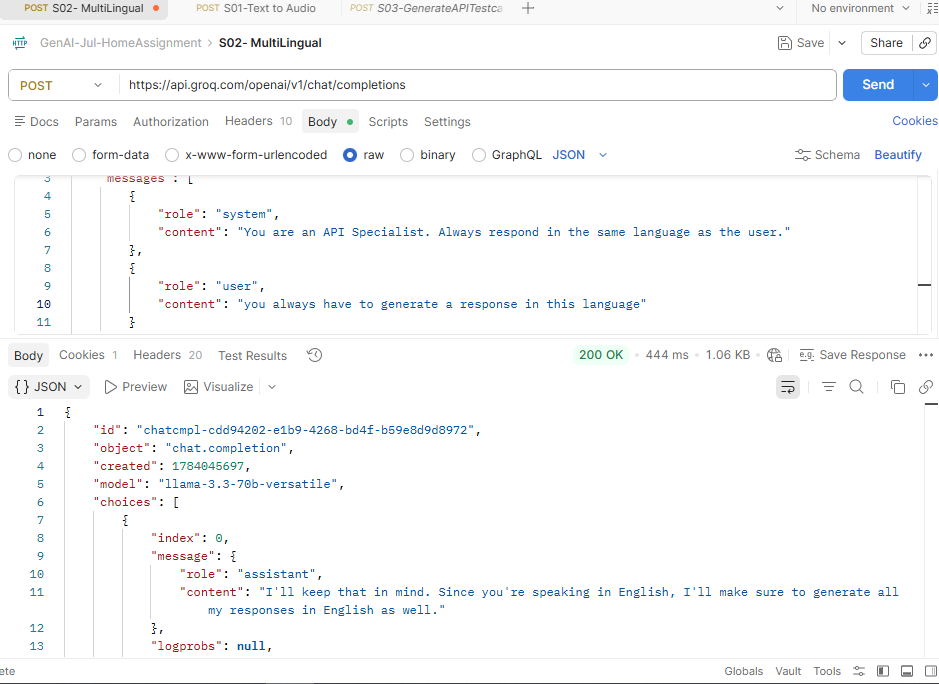 POST S02- MultiLingual POST S01-Text to Audio POST S03-GenerateAPITestca No environment
HTTP GenAI-Jul-HomeAssignment > S02- MultiLingual Save Share
POST https://api.groq.com/openai/v1/chat/completions Send
Docs Params Authorization Headers 10 Body Scripts Settings Cookies
none form-data x-www-form-urlencoded raw binary GraphQL JSON Schema Beautify
3 "messages": [
4 {
5 "role": "system",
6 "content": "You are an API Specialist. Always respond in the same language as the user."
7 },
8 {
9 "role": "user",
10 "content": "you always have to generate a response in this language"
11 }
Body Cookies 1 Headers 20 Test Results 200 OK • 444 ms • 1.06 KB • e.g. Save Response
{} JSON Preview Visualize
1 {
2 "id": "chatcmpl-cdd94202-e1b9-4268-bd4f-b59e8d9d8972",
3 "object": "chat.completion",
4 "created": 1784045697,
5 "model": "llama-3.3-70b-versatile",
6 "choices": [
7 {
8 "index": 0,
9 "message": {
10 "role": "assistant",
11 "content": "I'll keep that in mind. Since you're speaking in English, I'll make sure to generate all
my responses in English as well."
12 },
13 "logprobs": null,
ete Globals Vault Tools